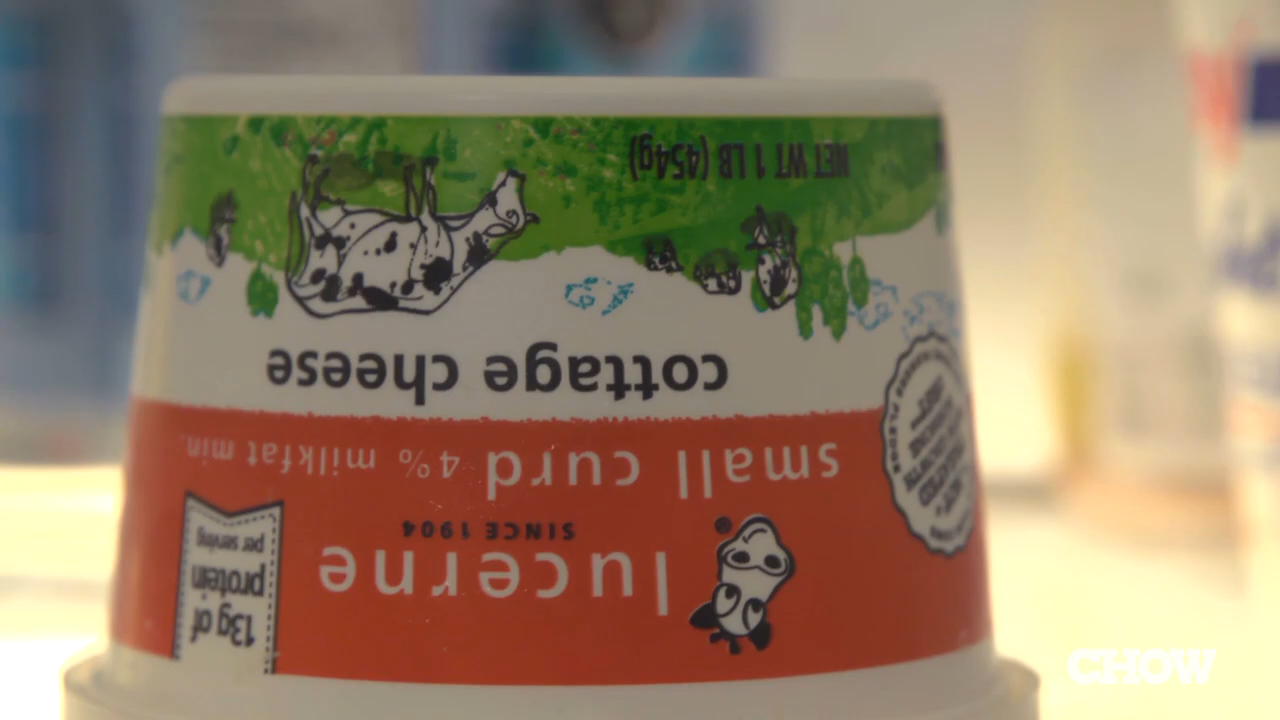 lucerne
SINCE 1904
small curd 4% milkfat min.
cottage cheese
NET WT 1 LB (454g)
13g of
protein
per serving
CHOW